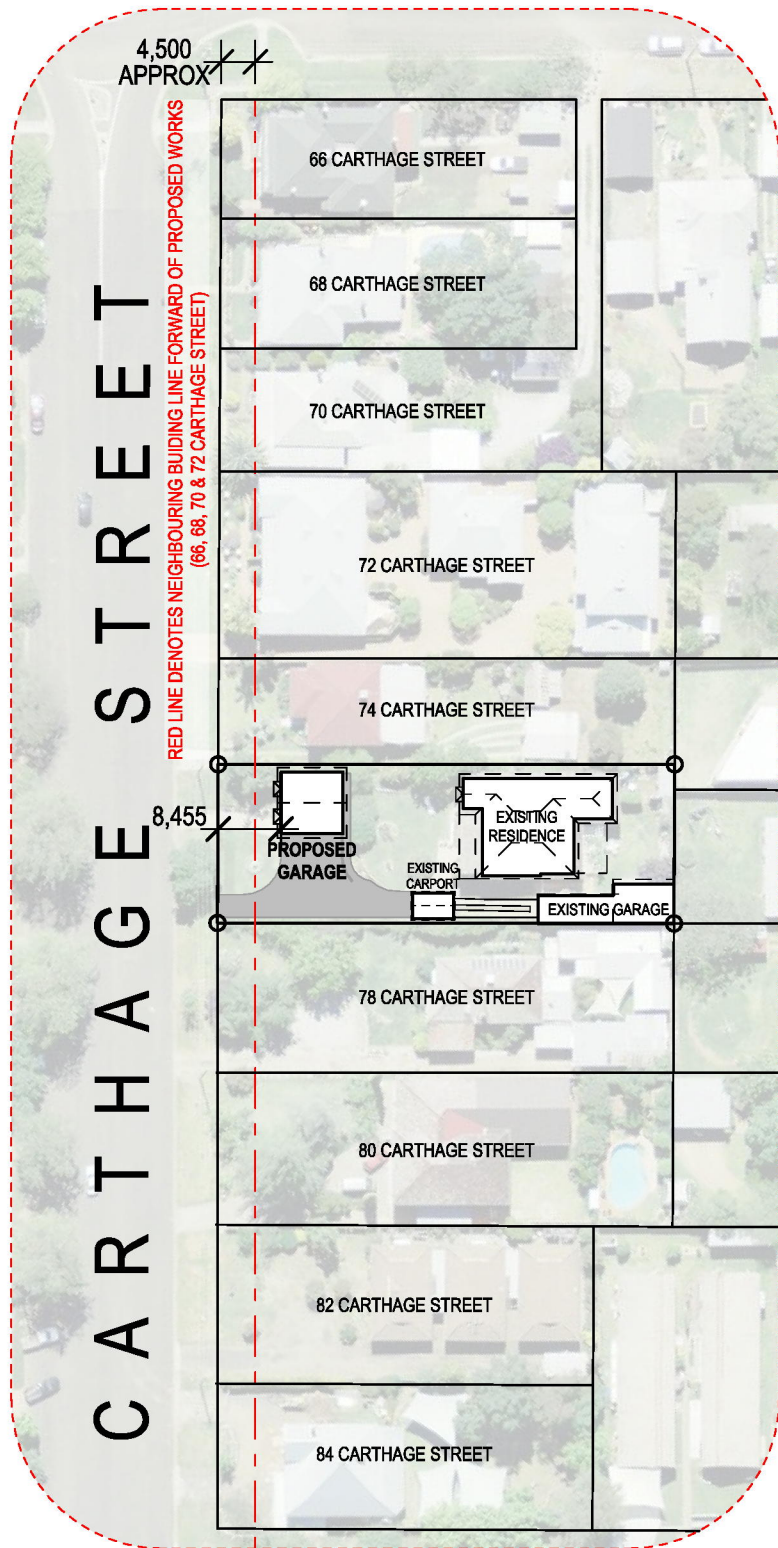 4,500
APPROX
RED LINE DENOTES NEIGHBOURING BUIDING LINE FORWARD OF PROPOSED WORKS
(66, 68, 70 & 72 CARTHAGE STREET)
CARTHAGE STREET
66 CARTHAGE STREET
68 CARTHAGE STREET
70 CARTHAGE STREET
72 CARTHAGE STREET
74 CARTHAGE STREET
8,455
PROPOSED
GARAGE
EXISTING
RESIDENCE
EXISTING
CARPORT
EXISTING GARAGE
78 CARTHAGE STREET
80 CARTHAGE STREET
82 CARTHAGE STREET
84 CARTHAGE STREET